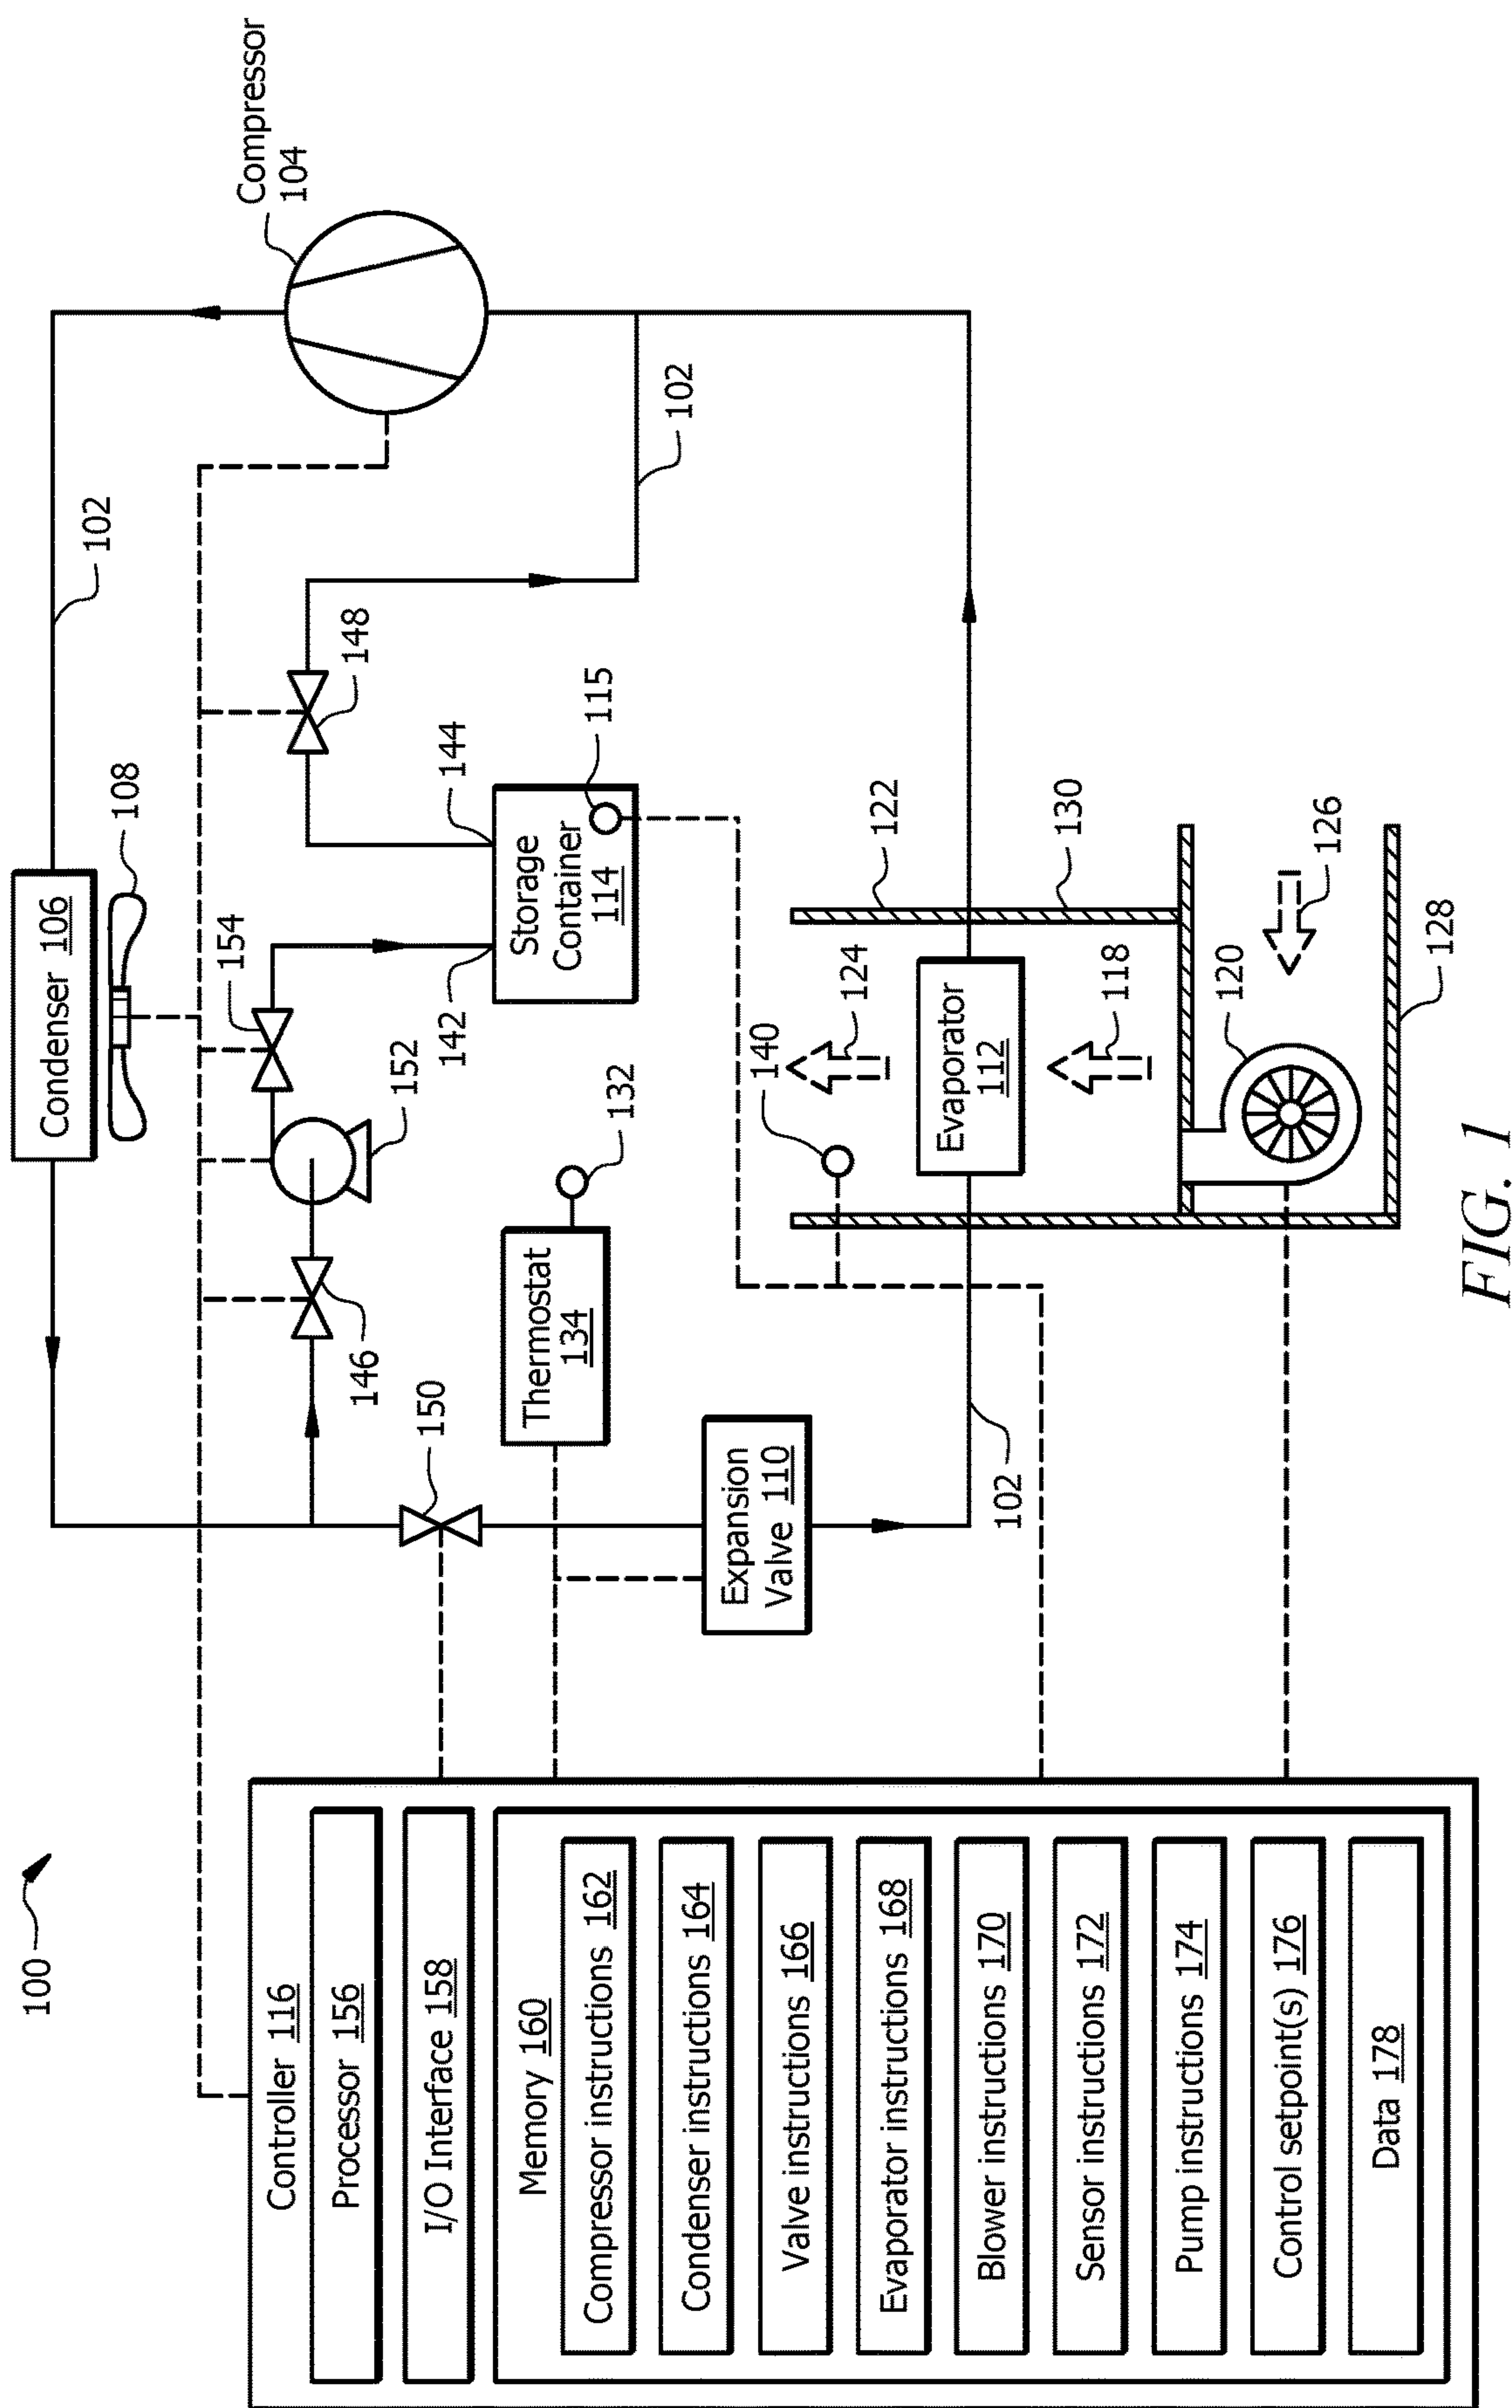 100
Controller 116
Processor 156
I/O Interface 158
Memory 160
Compressor instructions 162
Condenser instructions 164
Valve instructions 166
Evaporator instructions 168
Blower instructions 170
Sensor instructions 172
Pump instructions 174
Control setpoint(s) 176
Data 178
Condenser 106
108
102
Compressor
104
154
152
146
150
148
142
144
Storage
Container
114
115
102
132
Thermostat
134
Expansion
Valve 110
102
140
124
122
130
Evaporator
112
118
120
126
128
FIG. 1